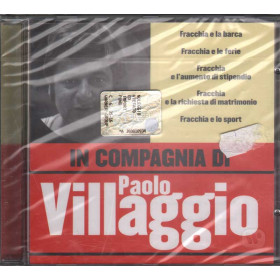 Fracchia e la barca
Fracchia e le ferie
Fracchia
e l'aumento di stipendio
Fracchia
e la richiesta di matrimonio
Fracchia e lo sport
IN COMPAGNIA DI
Paolo
Villaggio